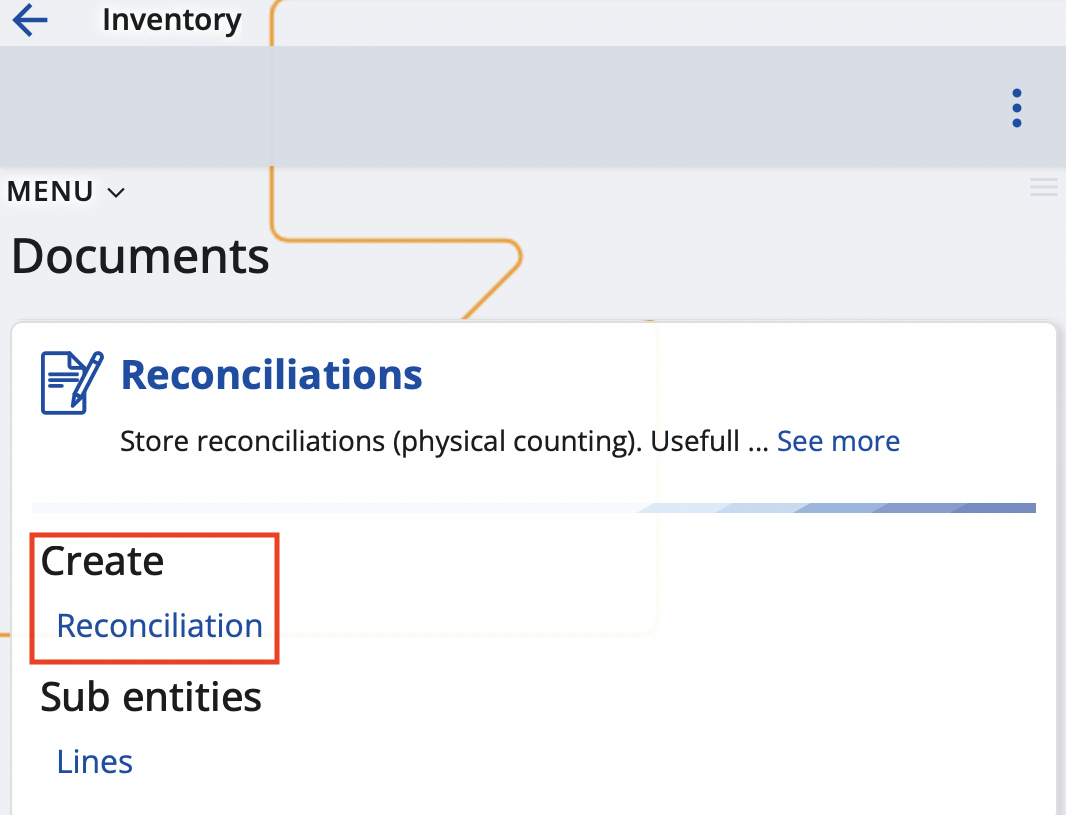 Inventory
MENU
Documents
Reconciliations
Store reconciliations (physical counting). Usefull ... See more
Create
Reconciliation
Sub entities
Lines